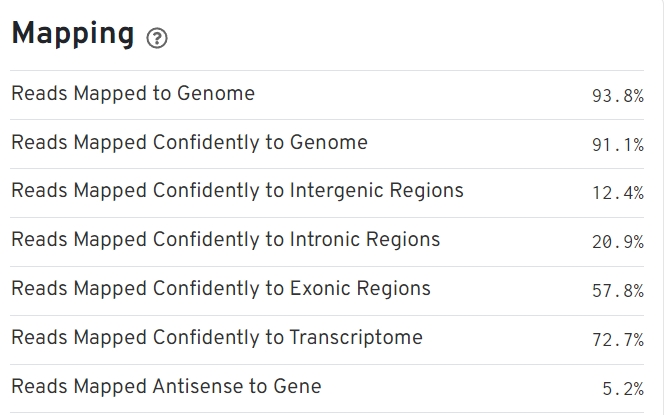 Mapping ?
Reads Mapped to Genome 93.8%
Reads Mapped Confidently to Genome 91.1%
Reads Mapped Confidently to Intergenic Regions 12.4%
Reads Mapped Confidently to Intronic Regions 20.9%
Reads Mapped Confidently to Exonic Regions 57.8%
Reads Mapped Confidently to Transcriptome 72.7%
Reads Mapped Antisense to Gene 5.2%